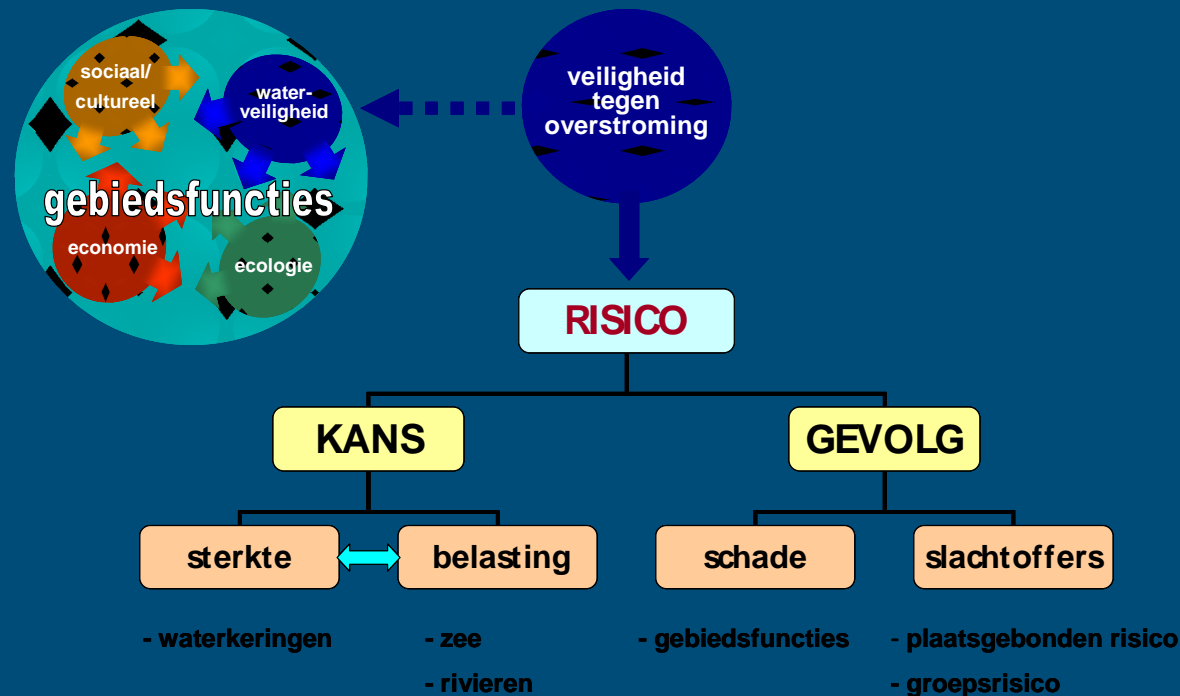 sociaal/
cultureel
water-
veiligheid
gebiedsfuncties
economie
ecologie
veiligheid
tegen
overstroming
RISICO
KANS
GEVOLG
sterkte
belasting
schade
slachtoffers
- waterkeringen
- zee
- rivieren
- gebiedsfuncties
- plaatsgebonden risico
- groepsrisico